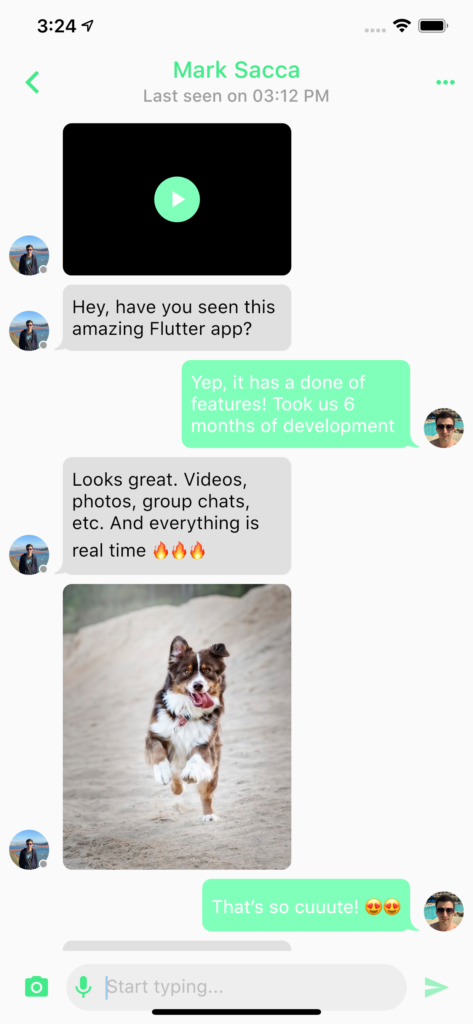 3:24
Mark Sacca
Last seen on 03:12 PM
Hey, have you seen this
amazing Flutter app?
Yep, it has a done of
features! Took us 6
months of development
Looks great. Videos,
photos, group chats,
etc. And everything is
real time 🔥🔥🔥
That's so cuuute! 😍😍
Start typing...